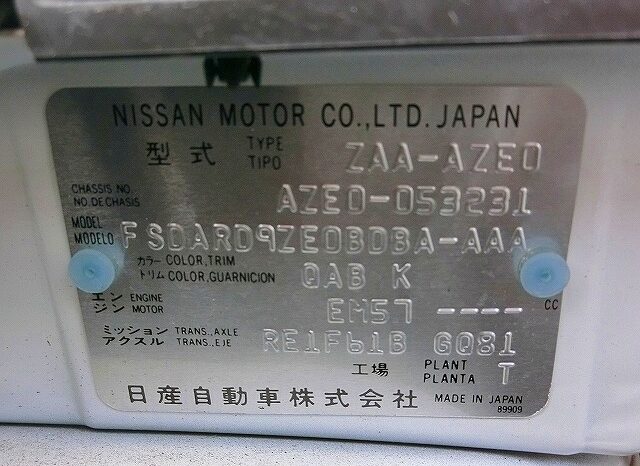 NISSAN MOTOR CO.,LTD. JAPAN
型式 TYPE TIPO ZAA-AZE0
CHASSIS NO. NO. DE CHASIS AZE0-053231
MODEL MODELO FSDARD9ZE0BDBA-AAA
カラー COLOR,TRIM トリム COLOR,GUARNICION QAB K
エンジン ENGINE MOTOR EM57 ---- CC
ミッション TRANS.,AXLE アクスル TRANS.,EJE RE1F61B GQ81
工場 PLANT PLANTA T
日産自動車株式会社 MADE IN JAPAN
89909